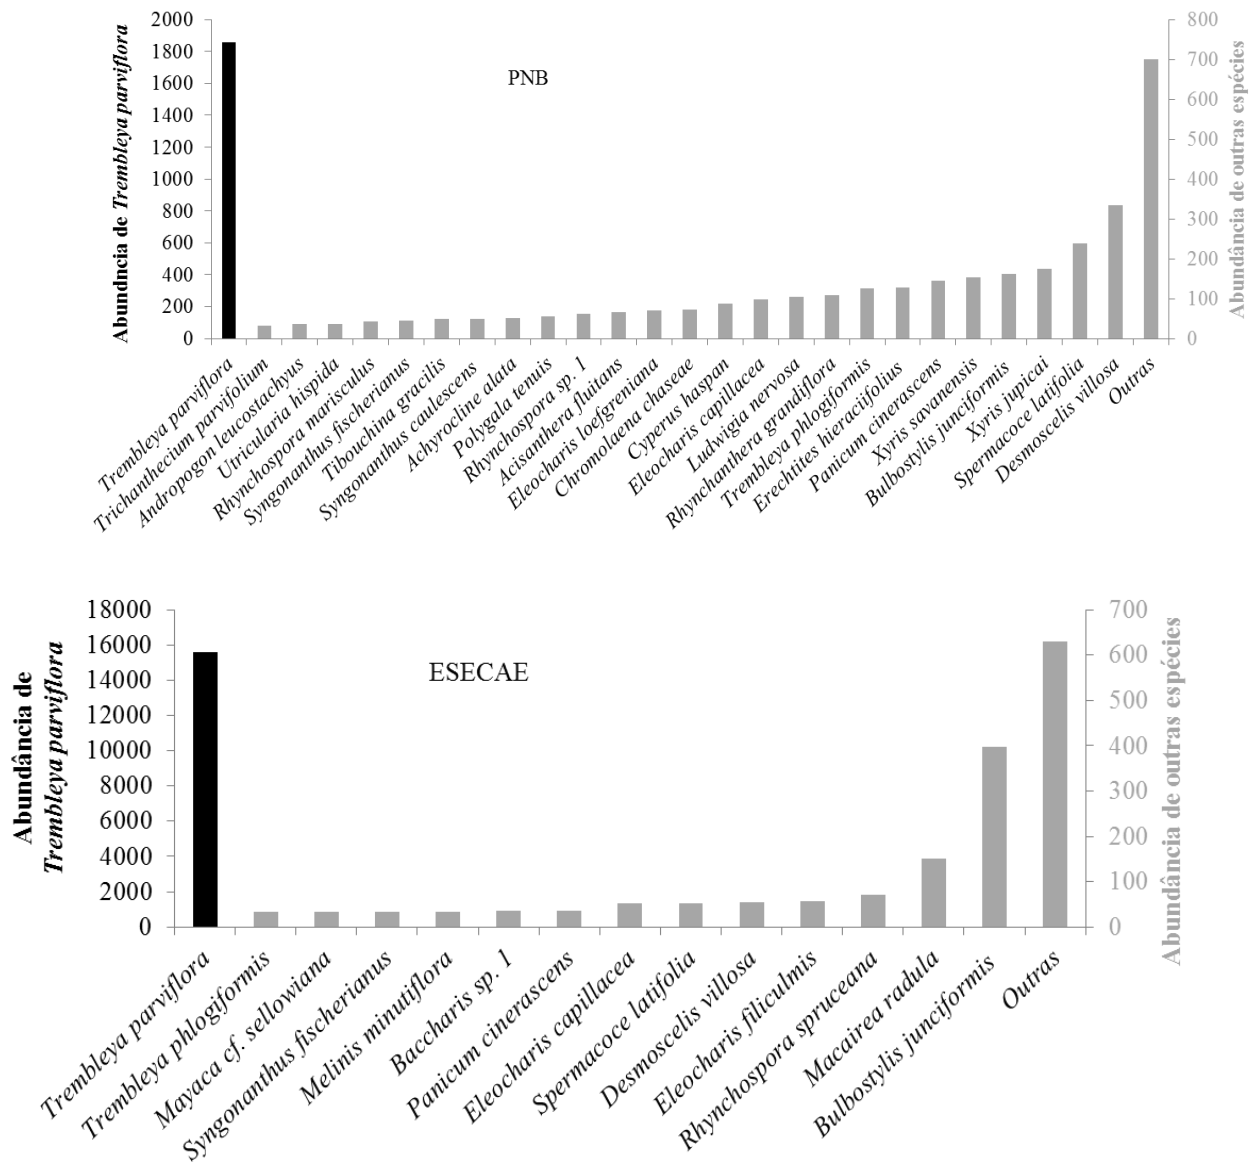 PNB
Abundncia de Trembleya parviflora
2000
1800
1600
1400
1200
1000
800
600
400
200
0
800
700
600
500
400
300
200
100
0
Abundância de outras espécies
Trembleya parviflora
Trichanthecium parvifolium
Andropogon leucostachyus
Utricularia hispida
Rhynchospora marisculus
Syngonanthus fischerianus
Tibouchina gracilis
Syngonanthus caulescens
Achyrocline alata
Polygala tenuis
Rhynchospora sp. 1
Acisanthera fluitans
Eleocharis loefgreniana
Chromolaena chaseae
Cyperus haspan
Eleocharis capillacea
Ludwigia nervosa
Rhynchanthera grandiflora
Trembleya phlogiformis
Erechtites hieraciifolius
Panicum cinerascens
Xyris savanensis
Bulbostylis junciformis
Xyris jupicai
Spermacoce latifolia
Desmoscelis villosa
Outras
ESECAE
Abundância de
Trembleya parviflora
18000
16000
14000
12000
10000
8000
6000
4000
2000
0
700
600
500
400
300
200
100
0
Abundância de outras espécies
Trembleya parviflora
Trembleya phlogiformis
Mayaca cf. sellowiana
Syngonanthus fischerianus
Melinis minutiflora
Baccharis sp. 1
Panicum cinerascens
Eleocharis capillacea
Spermacoce latifolia
Desmoscelis villosa
Eleocharis filiculmis
Rhynchospora spruceana
Macairea radula
Bulbostylis junciformis
Outras